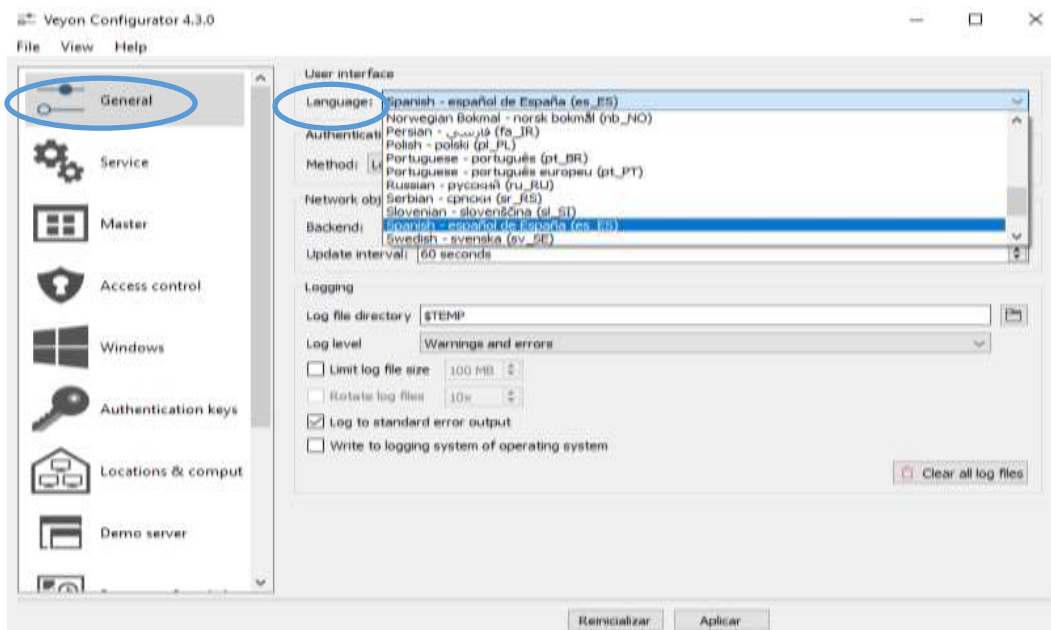 Veyon Configurator 4.3.0
File View Help
General
Service
Master
Access control
Windows
Authentication keys
Locations & comput
Demo server
User interface
Language: Spanish - español de España (es_ES)
Norwegian Bokmal - norsk bokmål (nb_NO)
Persian - فارسی (fa_IR)
Polish - polski (pl_PL)
Portuguese - português (pt_BR)
Portuguese - português europeu (pt_PT)
Russian - русский (ru_RU)
Serbian - српски (sr_RS)
Slovenian - slovenščina (sl_SI)
Spanish - español de España (es_ES)
Swedish - svenska (sv_SE)
Authenticati
Method:
Network obj
Backend:
Update interval: 60 seconds
Logging
Log file directory $TEMP
Log level Warnings and errors
Limit log file size 100 MB
Rotate log files 10x
Log to standard error output
Write to logging system of operating system
Clear all log files
Reinicializar Aplicar